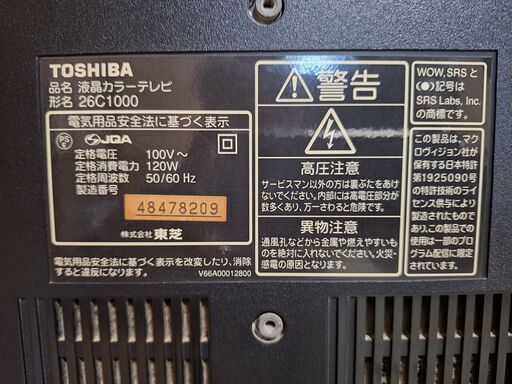 TOSHIBA
品名 液晶カラーテレビ
形名 26C1000
電気用品安全法に基づく表示
PS
E
JQA
定格電圧 100V~
定格消費電力 120W
定格周波数 50/60 Hz
製造番号
48478209
株式会社 東芝
電気用品安全法に基づく表示を改変したり、消削
すると違反になります。 V66A00012800
警告
高圧注意
サービスマン以外の方は裏ぶたをあけ
ないでください。内部には高電圧部分が
数多くあり、万一さわると危険です。
異物注意
通風孔などから金属や燃えやすいもの
を絶対に入れないでください。火災・
感電の原因となります。
WOW, SRS と
記号は
SRS Labs, Inc.
の商標です。
この製品は、マク
ロヴィジョン社が
保有する日本特許
第1925090号
の特許技術のライ
センス供与により
製造されたもの
で、この製品の使
用は一部のプロ
グラム配信に限ら
れています。